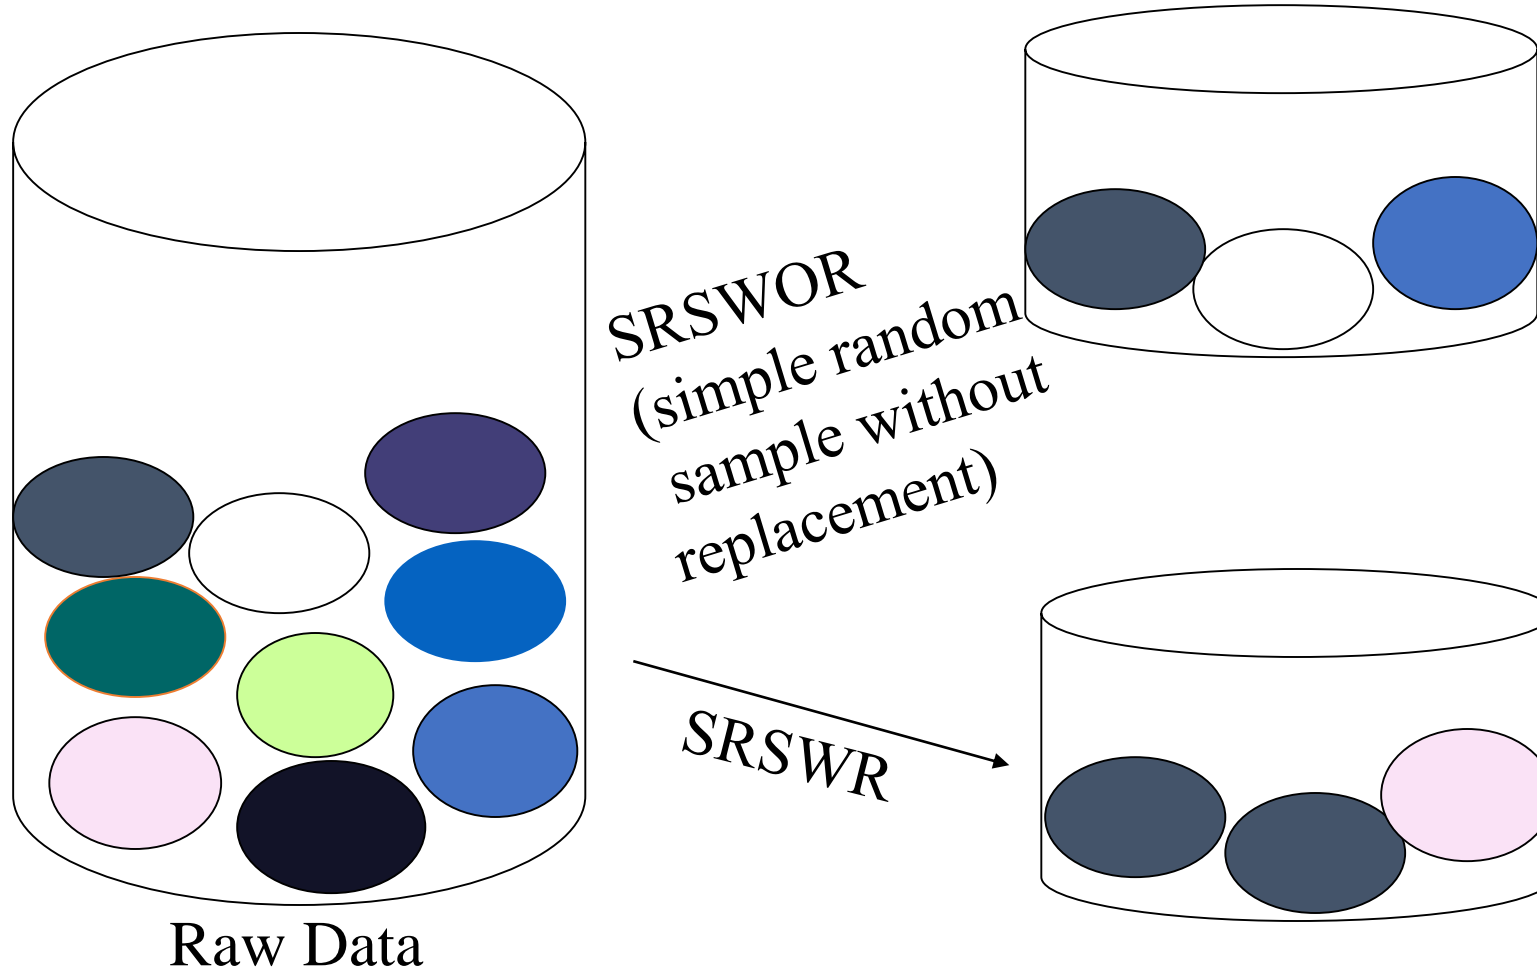 SRSWOR
(simple random
sample without
replacement)
SRSWR
Raw Data